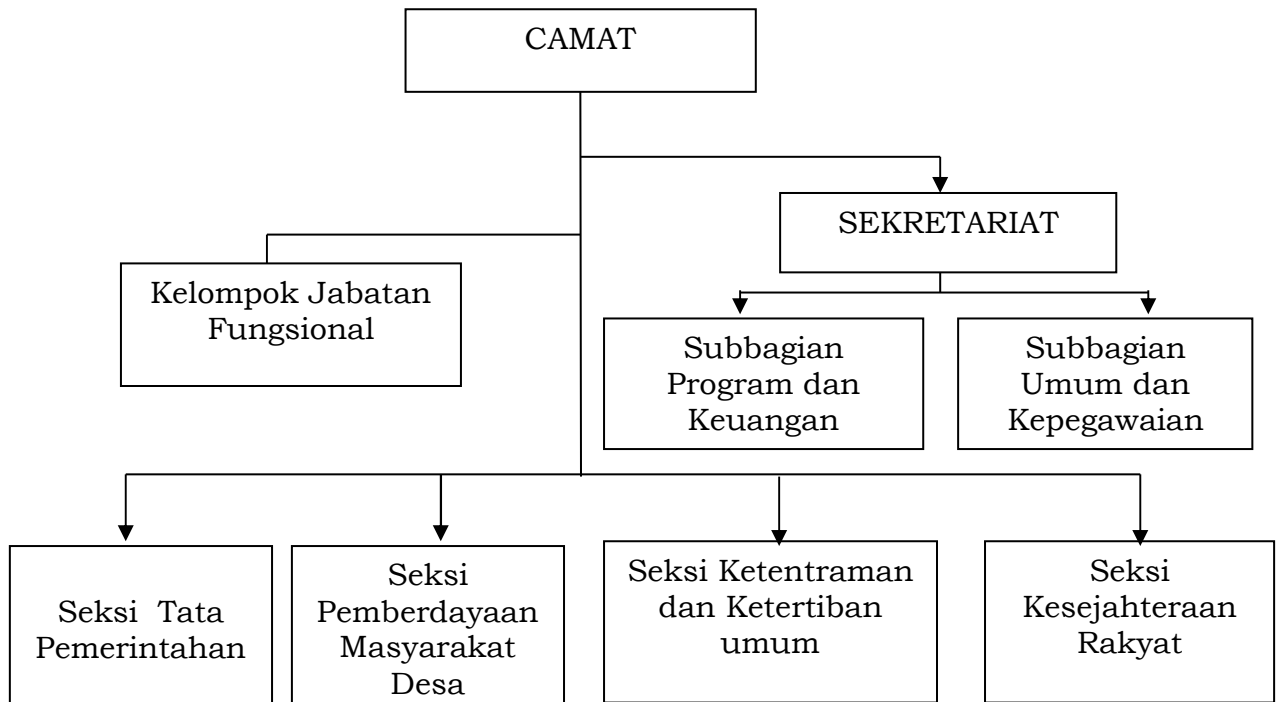 CAMAT
SEKRETARIAT
Kelompok Jabatan
Fungsional
Subbagian
Program dan
Keuangan
Subbagian
Umum dan
Kepegawaian
Seksi Tata
Pemerintahan
Seksi
Pemberdayaan
Masyarakat
Desa
Seksi Ketentraman
dan Ketertiban
umum
Seksi
Kesejahteraan
Rakyat